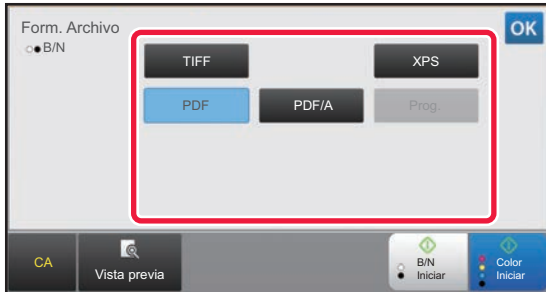 Form. Archivo
OK
B/N
TIFF
XPS
PDF
PDF/A
Prog.
CA
Vista previa
B/N
Iniciar
Color
Iniciar